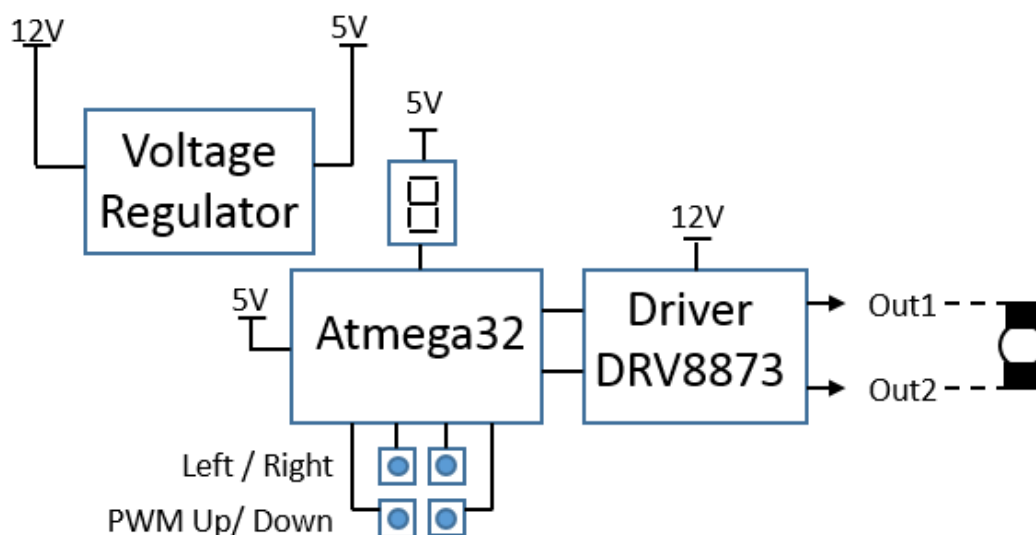 12V
5V
Voltage
Regulator
5V
12V
5V
Atmega32
Driver
DRV8873
Out1
Out2
Left / Right
PWM Up/ Down